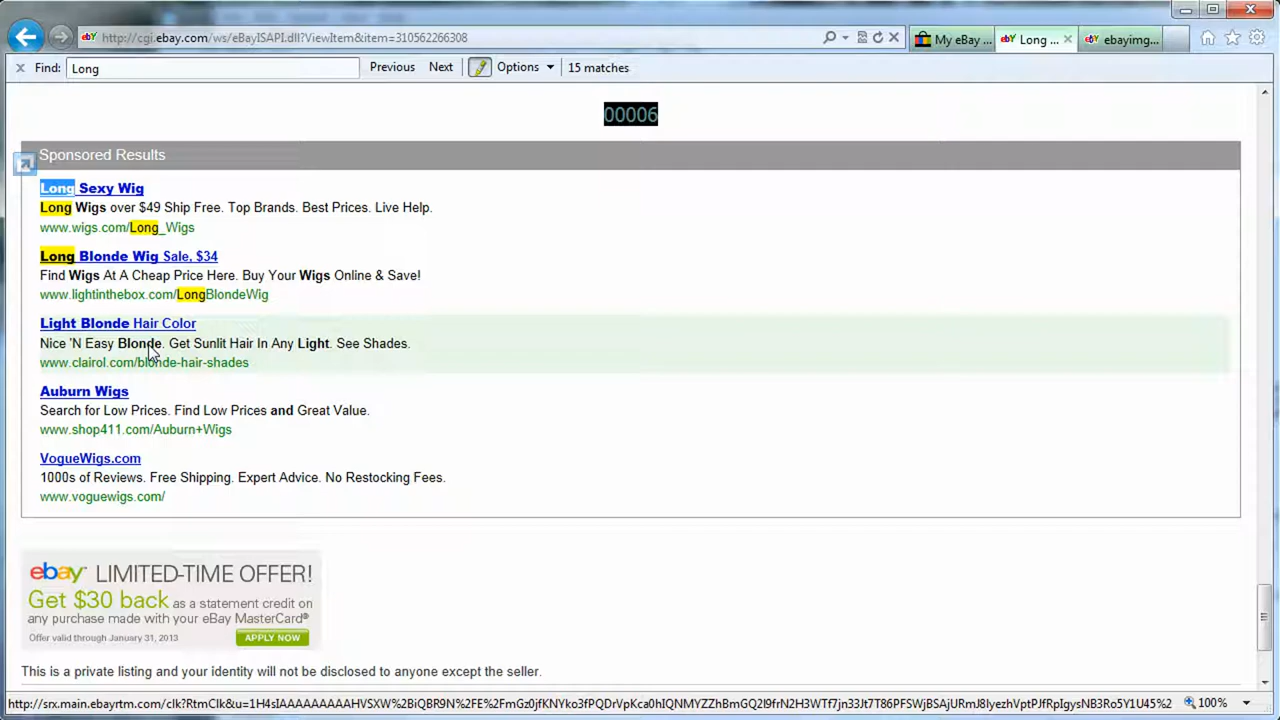 http://cgi.ebay.com/ws/eBayISAPI.dll?ViewItem&item=310562266308
My eBay ...
Long ...
ebayimg...
Find: Long
Previous Next Options 15 matches
00006
Sponsored Results
Long Sexy Wig
Long Wigs over $49 Ship Free. Top Brands. Best Prices. Live Help.
www.wigs.com/Long_Wigs
Long Blonde Wig Sale, $34
Find Wigs At A Cheap Price Here. Buy Your Wigs Online & Save!
www.lightinthebox.com/LongBlondeWig
Light Blonde Hair Color
Nice 'N Easy Blonde. Get Sunlit Hair In Any Light. See Shades.
www.clairol.com/blonde-hair-shades
Auburn Wigs
Search for Low Prices. Find Low Prices and Great Value.
www.shop411.com/Auburn+Wigs
VogueWigs.com
1000s of Reviews. Free Shipping. Expert Advice. No Restocking Fees.
www.voguewigs.com/
ebay LIMITED-TIME OFFER!
Get $30 back as a statement credit on
any purchase made with your eBay MasterCard®
Offer valid through January 31, 2013 APPLY NOW
This is a private listing and your identity will not be disclosed to anyone except the seller.
100%